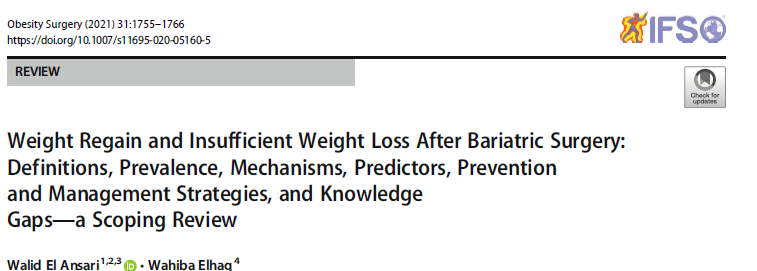 Obesity Surgery (2021) 31:1755–1766
https://doi.org/10.1007/s11695-020-05160-5
IFSO
REVIEW
Check for
updates
Weight Regain and Insufficient Weight Loss After Bariatric Surgery:
Definitions, Prevalence, Mechanisms, Predictors, Prevention
and Management Strategies, and Knowledge
Gaps—a Scoping Review
Walid El Ansari1,2,3 iD · Wahiba Elhag4